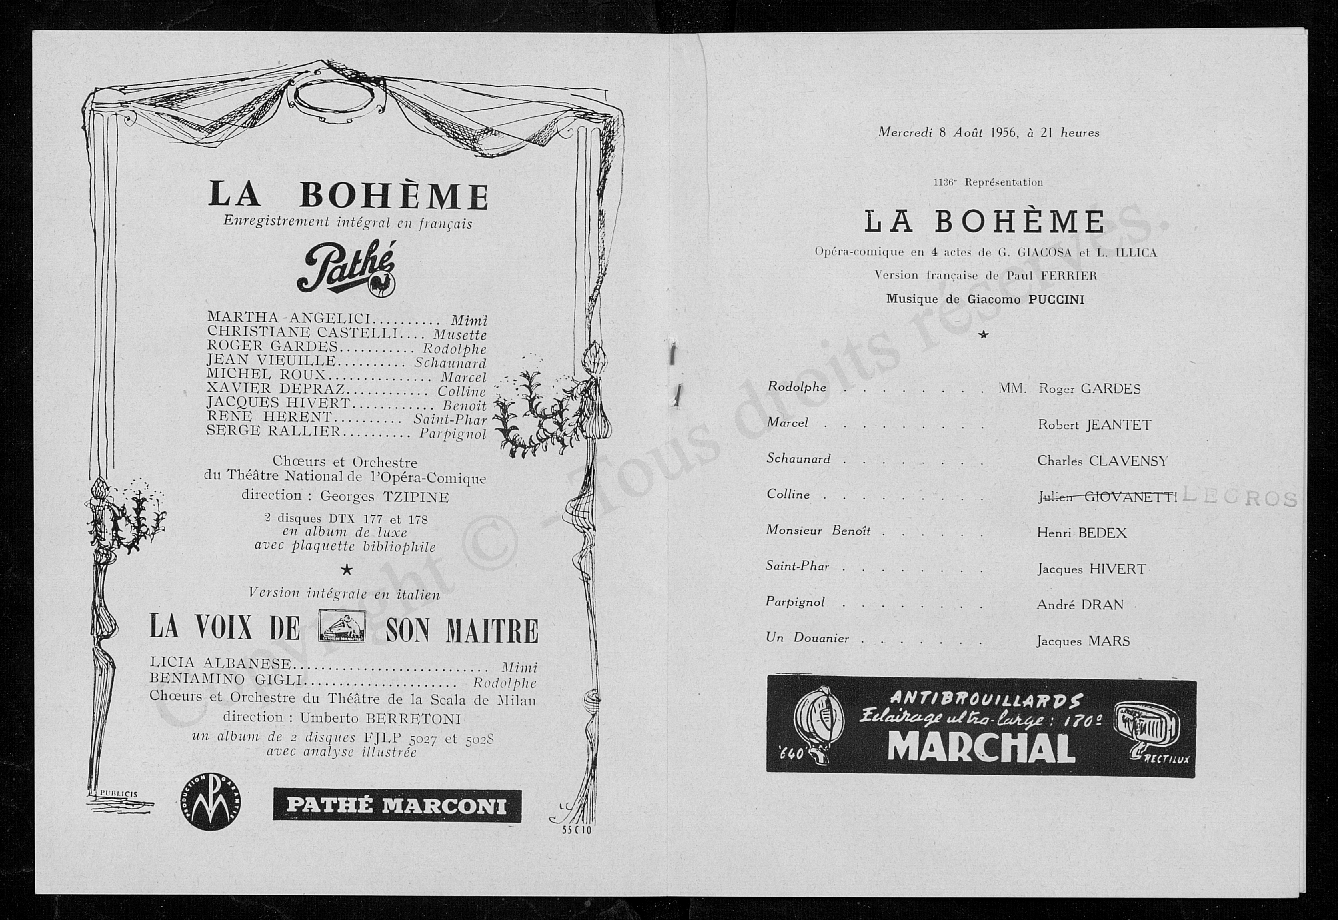 LA BOHÈME
Enregistrement intégral en français
Pathé
MARTHA ANGELICI.......... Mimi
CHRISTIANE CASTELLI.... Musette
ROGER GARDES........... Rodolphe
JEAN VIEUILLE.......... Schaunard
MICHEL ROUX............... Marcel
XAVIER DEPRAZ............ Colline
JACQUES HIVERT........... Benoit
RENÉ HERENT.......... Saint-Phar
SERGE RALLIER.......... Parpignol
Chœurs et Orchestre
du Théâtre National de l'Opéra-Comique
direction : Georges TZIPINE
2 disques DTX 177 et 178
en album de luxe
avec plaquette bibliophile
★
Version intégrale en italien
LA VOIX DE SON MAITRE
LICIA ALBANESE............................ Mimi
BENIAMINO GIGLI...................... Rodolphe
Chœurs et Orchestre du Théâtre de la Scala de Milan
direction : Umberto BERRETONI
un album de 2 disques FJLP 5027 et 5028
avec analyse illustrée
PUBLICIS
PRODUCTION GARANTIE
PM
PATHÉ MARCONI
55C10
Mercredi 8 Août 1956, à 21 heures
1136e Représentation
LA BOHÈME
Opéra-comique en 4 actes de G. GIACOSA et L. ILLICA
Version française de Paul FERRIER
Musique de Giacomo PUCCINI
★
Rodolphe . . . . . . . . MM. Roger GARDES
Marcel . . . . . . . . Robert JEANTET
Schaunard . . . . . . . . Charles CLAVENSY
Colline . . . . . . . . Julien GIOVANETTI LEGROS
Monsieur Benoît . . . . . . Henri BEDEX
Saint-Phar . . . . . . . . Jacques HIVERT
Parpignol . . . . . . . . André DRAN
Un Douanier . . . . . . . Jacques MARS
ANTIBROUILLARDS
Eclairage ultra-large : 170°
MARCHAL
640
RECTILUX
Copyright © - Tous droits réservés.